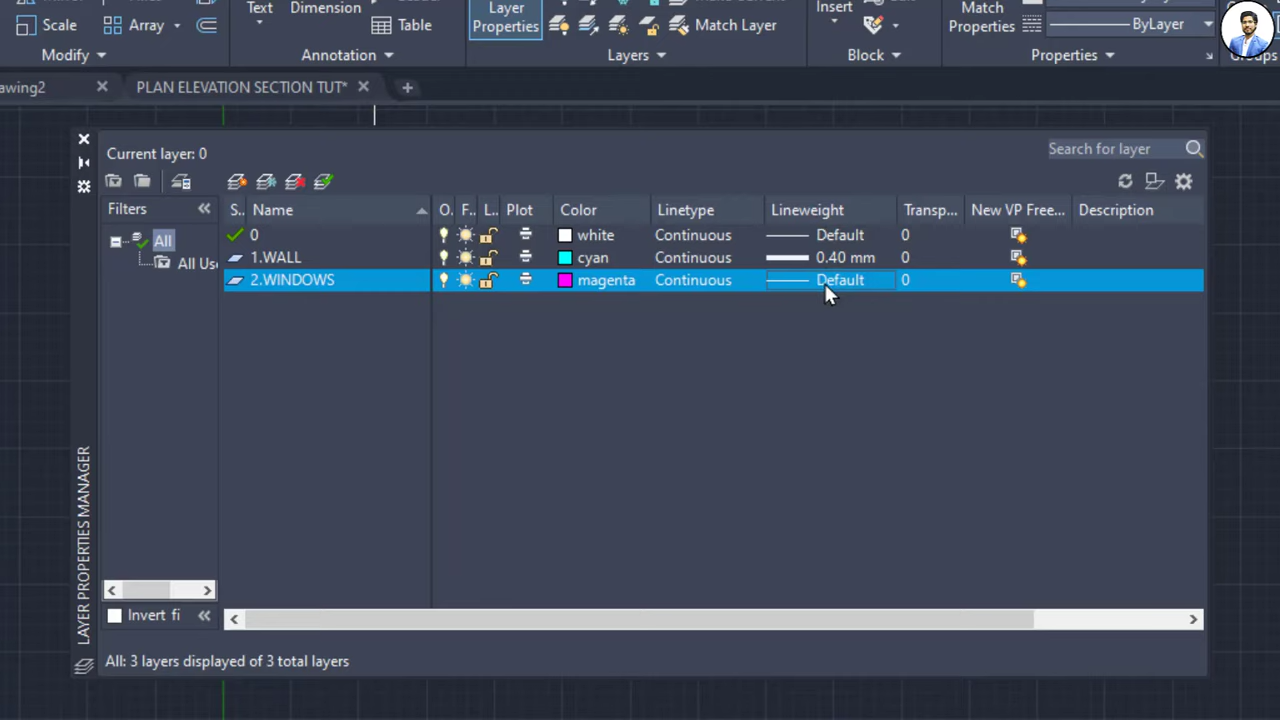 Text
Dimension
Layer
Properties
Insert
Match
Properties
Scale
Array
Table
Match Layer
ByLayer
Modify
Annotation
Layers
Block
Properties
Groups
awing2
PLAN ELEVATION SECTION TUT*
Current layer: 0
Search for layer
Filters
S.. Name O. F.. L.. Plot Color Linetype Lineweight Transp... New VP Free... Description
All
0 white Continuous Default 0
1.WALL cyan Continuous 0.40 mm 0
All Use
2.WINDOWS magenta Continuous Default 0
LAYER PROPERTIES MANAGER
Invert fi
All: 3 layers displayed of 3 total layers